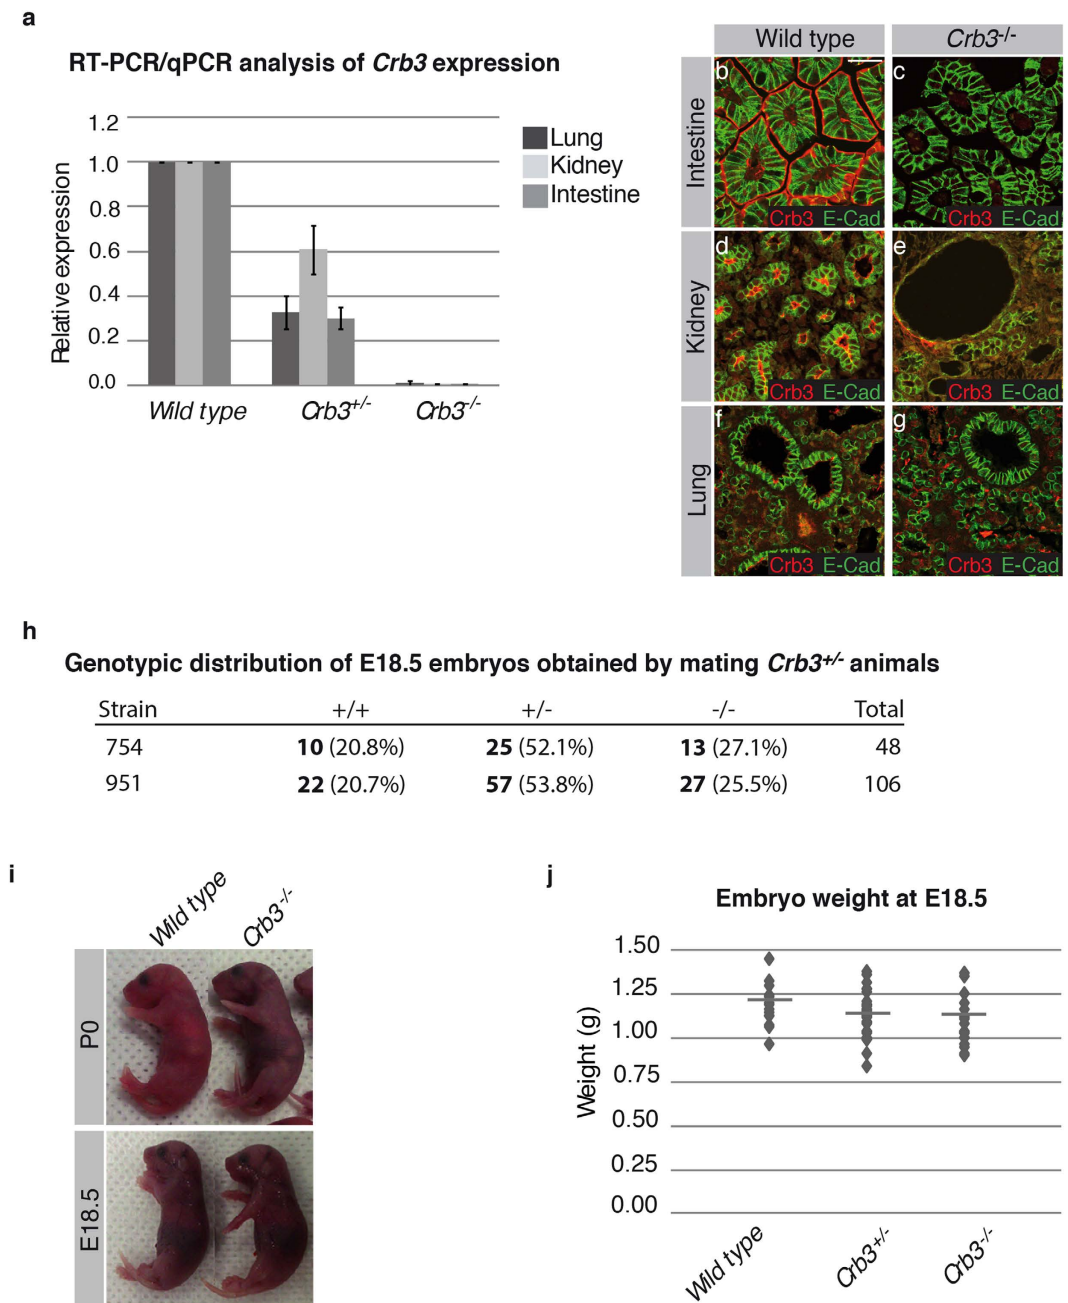 a
RT-PCR/qPCR analysis of Crb3 expression
1.2
1.0
0.8
0.6
0.4
0.2
0.0
Relative expression
Wild type
Crb3+/-
Crb3-/-
Lung
Kidney
Intestine
Wild type
Crb3-/-
Intestine
b
Crb3 E-Cad
c
Crb3 E-Cad
Kidney
d
Crb3 E-Cad
e
Crb3 E-Cad
Lung
f
Crb3 E-Cad
g
Crb3 E-Cad
h
Genotypic distribution of E18.5 embryos obtained by mating Crb3+/- animals
Strain +/+ +/- -/- Total
754 10 (20.8%) 25 (52.1%) 13 (27.1%) 48
951 22 (20.7%) 57 (53.8%) 27 (25.5%) 106
i
Wild type
Crb3-/-
P0
E18.5
j
Embryo weight at E18.5
1.50
1.25
1.00
0.75
0.50
0.25
0.00
Weight (g)
Wild type
Crb3+/-
Crb3-/-